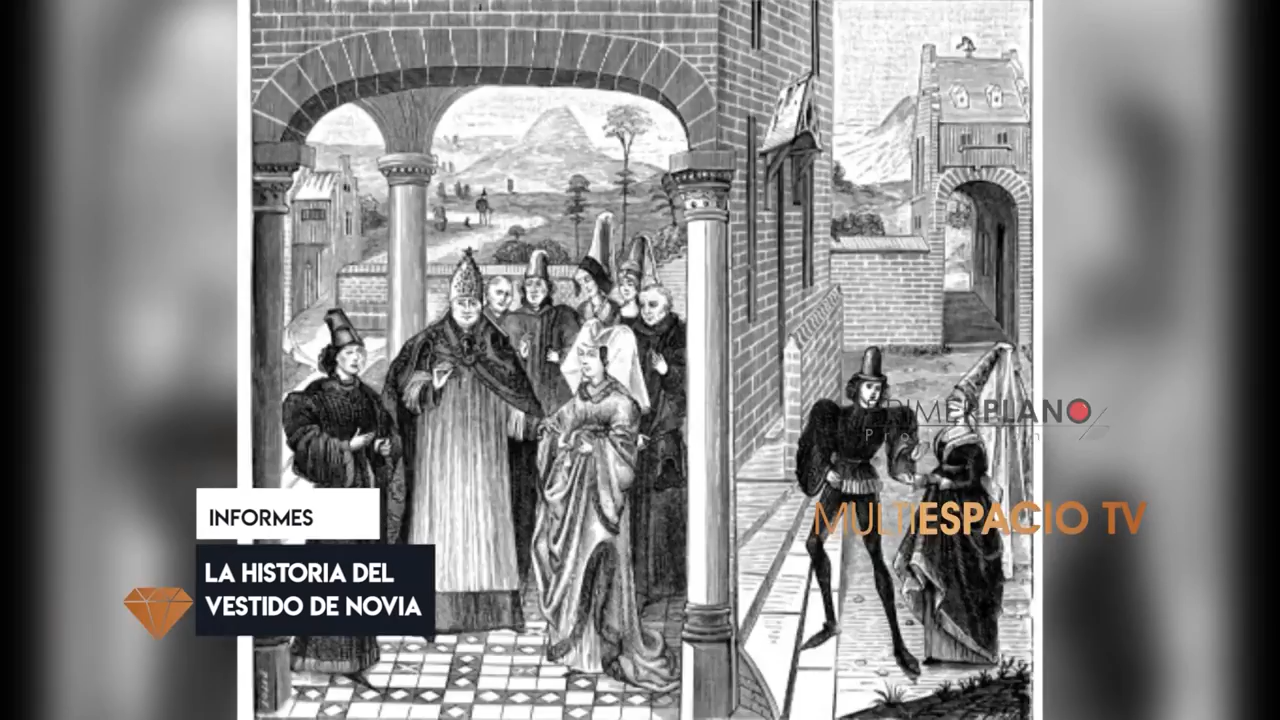 PRIMERPLANO
MULTIESPACIO TV
INFORMES
LA HISTORIA DEL
VESTIDO DE NOVIA